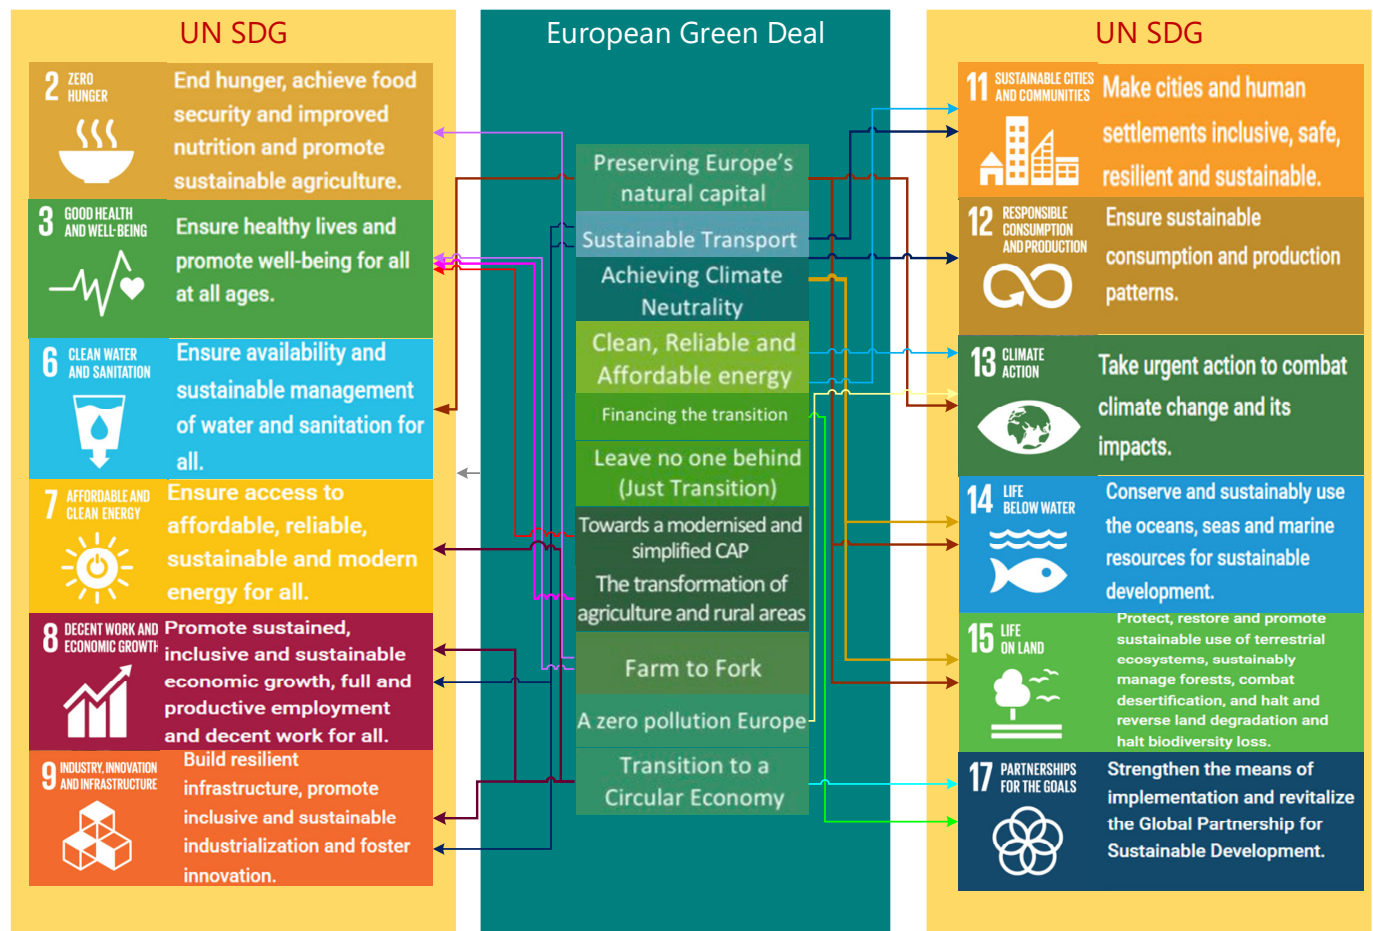 UN SDG
2 ZERO
HUNGER
End hunger, achieve food
security and improved
nutrition and promote
sustainable agriculture.
3 GOOD HEALTH
AND WELL-BEING
Ensure healthy lives and
promote well-being for all
at all ages.
6 CLEAN WATER
AND SANITATION
Ensure availability and
sustainable management
of water and sanitation for
all.
7 AFFORDABLE AND
CLEAN ENERGY
Ensure access to
affordable, reliable,
sustainable and modern
energy for all.
8 DECENT WORK AND
ECONOMIC GROWTH
Promote sustained,
inclusive and sustainable
economic growth, full and
productive employment
and decent work for all.
9 INDUSTRY, INNOVATION
AND INFRASTRUCTURE
Build resilient
infrastructure, promote
inclusive and sustainable
industrialization and foster
innovation.
European Green Deal
Preserving Europe's
natural capital
Sustainable Transport
Achieving Climate
Neutrality
Clean, Reliable and
Affordable energy
Financing the transition
Leave no one behind
(Just Transition)
Towards a modernised and
simplified CAP
The transformation of
agriculture and rural areas
Farm to Fork
A zero pollution Europe
Transition to a
Circular Economy
UN SDG
11 SUSTAINABLE CITIES
AND COMMUNITIES
Make cities and human
settlements inclusive, safe,
resilient and sustainable.
12 RESPONSIBLE
CONSUMPTION
AND PRODUCTION
Ensure sustainable
consumption and production
patterns.
13 CLIMATE
ACTION
Take urgent action to combat
climate change and its
impacts.
14 LIFE
BELOW WATER
Conserve and sustainably use
the oceans, seas and marine
resources for sustainable
development.
15 LIFE
ON LAND
Protect, restore and promote
sustainable use of terrestrial
ecosystems, sustainably
manage forests, combat
desertification, and halt and
reverse land degradation and
halt biodiversity loss.
17 PARTNERSHIPS
FOR THE GOALS
Strengthen the means of
implementation and revitalize
the Global Partnership for
Sustainable Development.